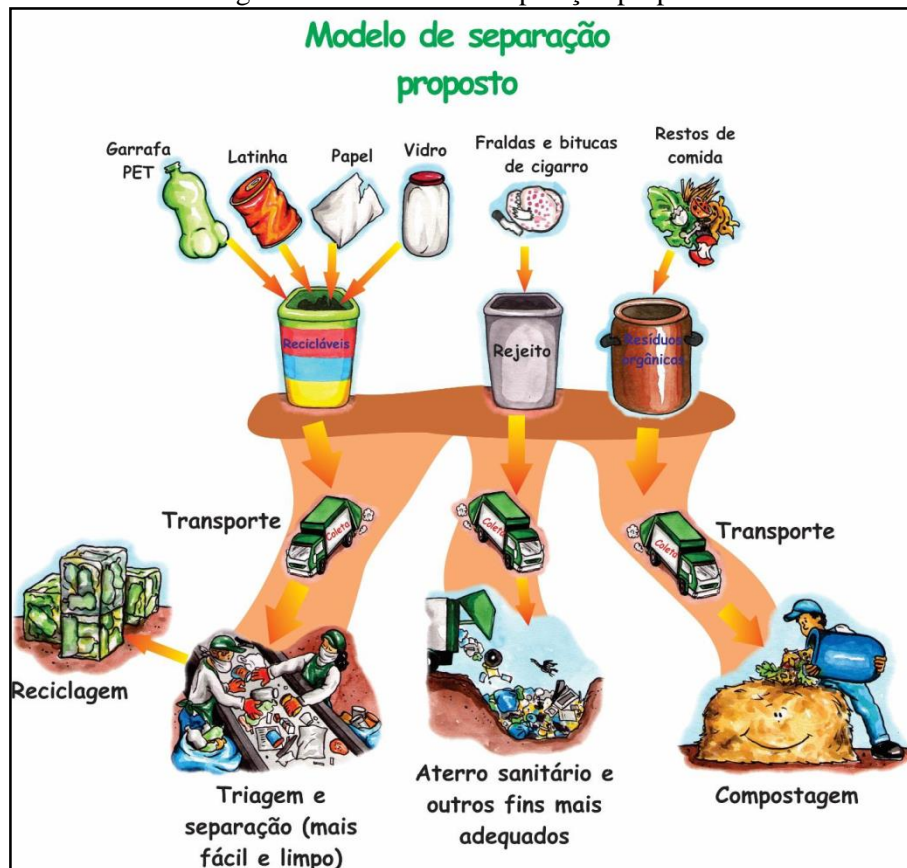 Modelo de separação
proposto
Garrafa
PET
Latinha
Papel
Vidro
Fraldas e bitucas
de cigarro
Restos de
comida
Recicláveis
Rejeito
Resíduos
orgânicos
Transporte
Coleta
Coleta
Coleta
Transporte
Reciclagem
Triagem e
separação (mais
fácil e limpo)
Aterro sanitário e
outros fins mais
adequados
Compostagem